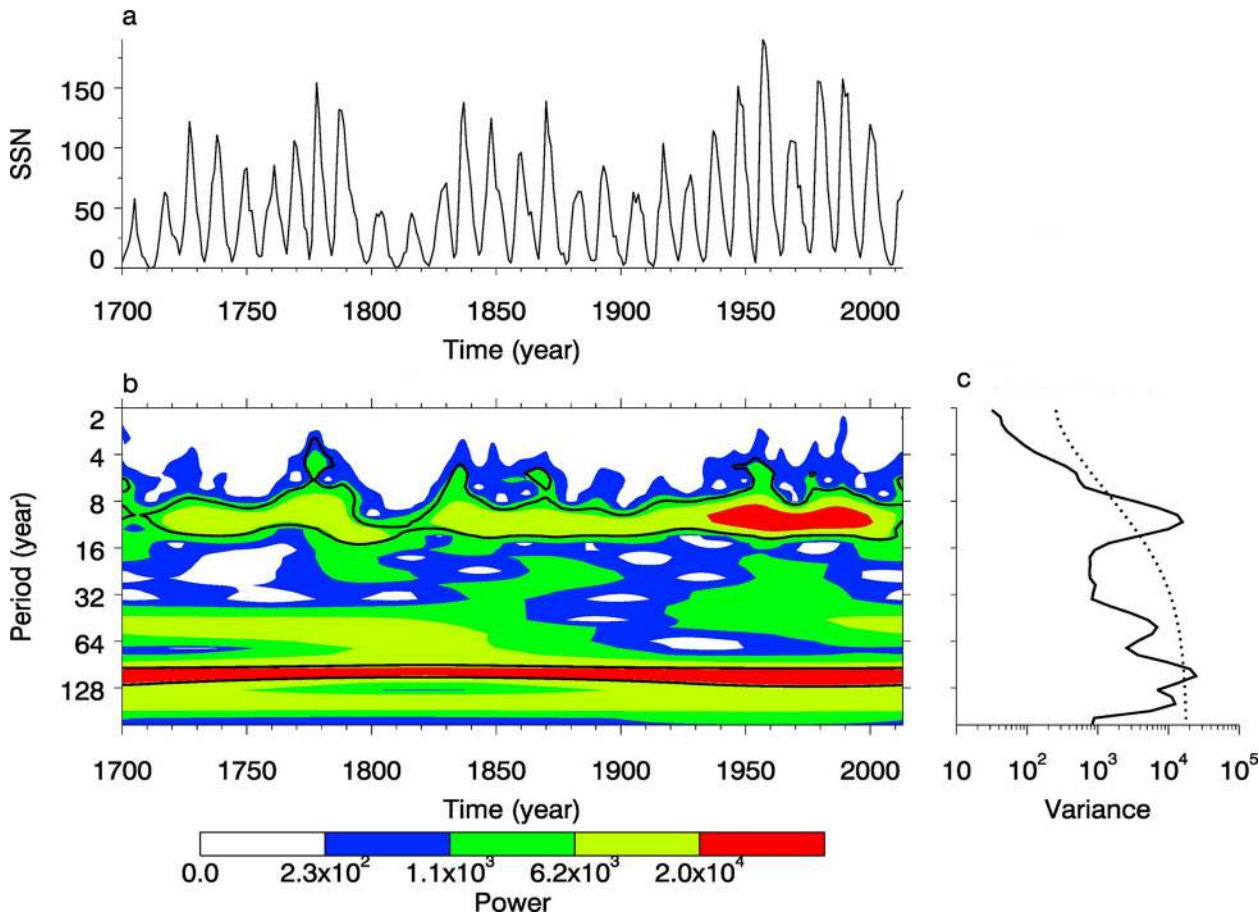 a
SSN
150
100
50
0
1700 1750 1800 1850 1900 1950 2000
Time (year)
b
c
Period (year)
2
4
8
16
32
64
128
1700 1750 1800 1850 1900 1950 2000
10 10² 10³ 10⁴ 10⁵
Time (year)
Variance
0.0 2.3x10² 1.1x10³ 6.2x10³ 2.0x10⁴
Power